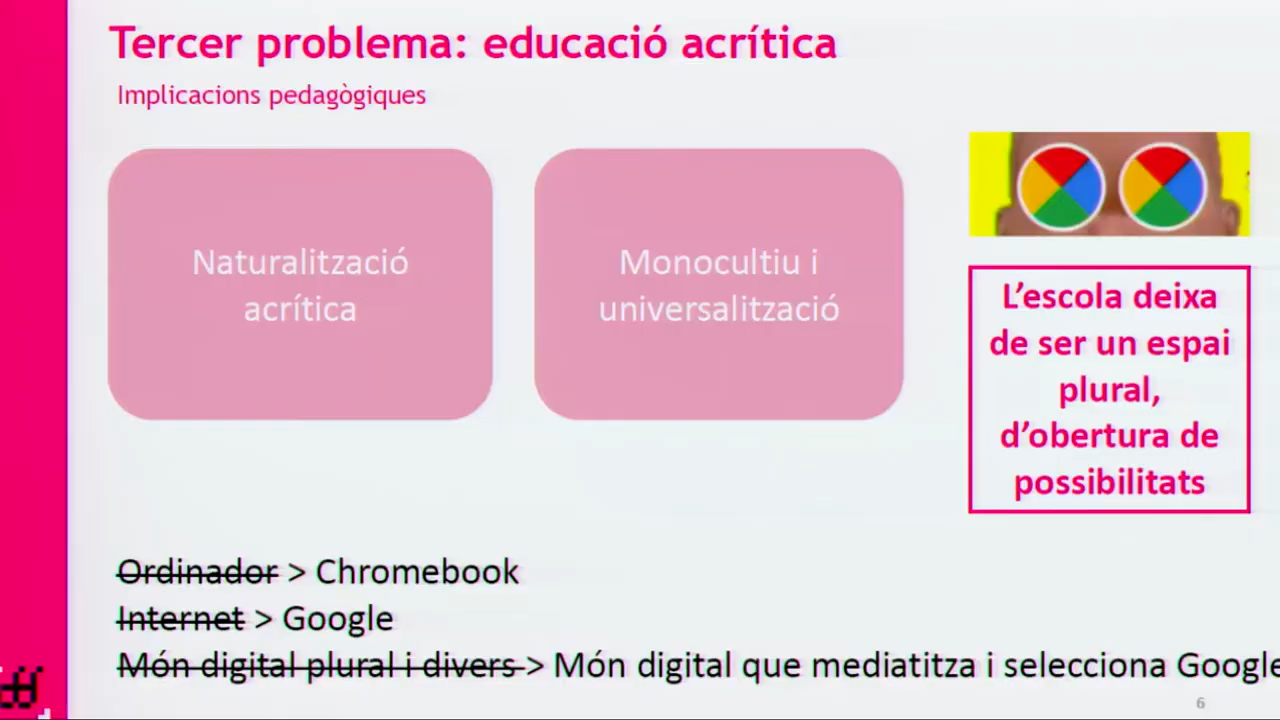 Tercer problema: educació acrítica
Implicacions pedagògiques
Naturalització
acrítica
Monocultiu i
universalització
L’escola deixa
de ser un espai
plural,
d’obertura de
possibilitats
Ordinador > Chromebook
Internet > Google
Món digital plural i divers > Món digital que mediatitza i selecciona Google
6